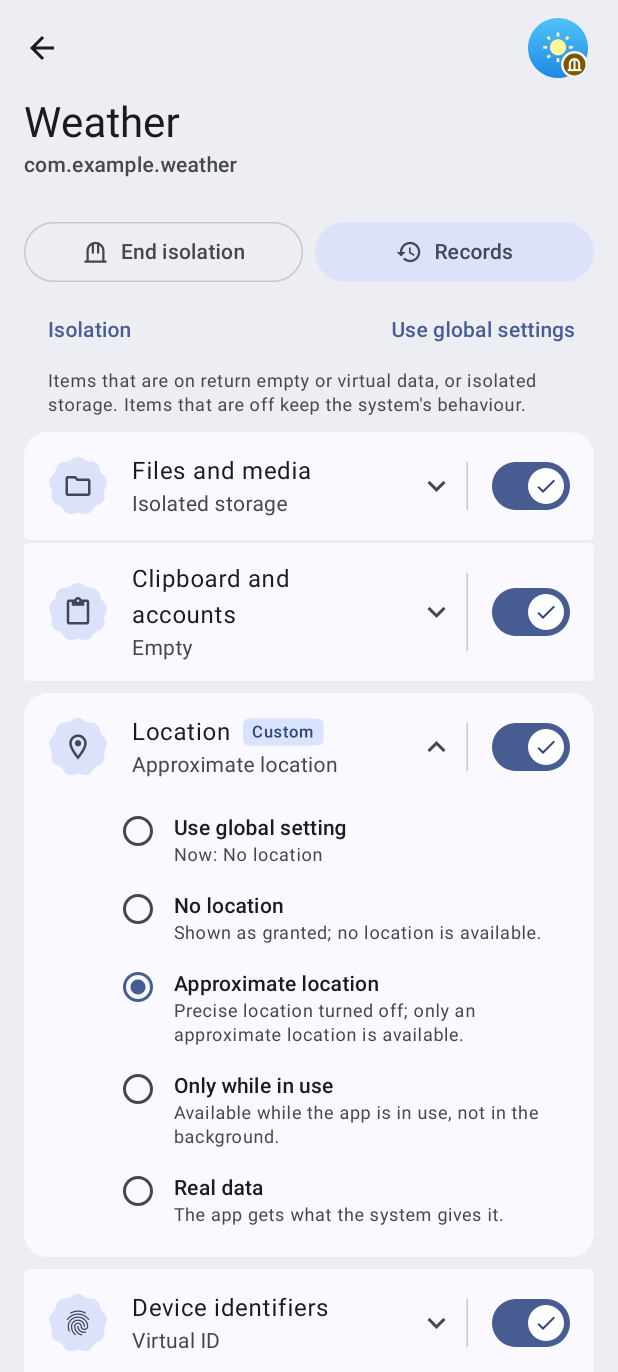 Weather
com.example.weather
End isolation
Records
Isolation
Use global settings
Items that are on return empty or virtual data, or isolated
storage. Items that are off keep the system's behaviour.
Files and media
Isolated storage
Clipboard and
accounts
Empty
Location
Custom
Approximate location
Use global setting
Now: No location
No location
Shown as granted; no location is available.
Approximate location
Precise location turned off; only an
approximate location is available.
Only while in use
Available while the app is in use, not in the
background.
Real data
The app gets what the system gives it.
Device identifiers
Virtual ID